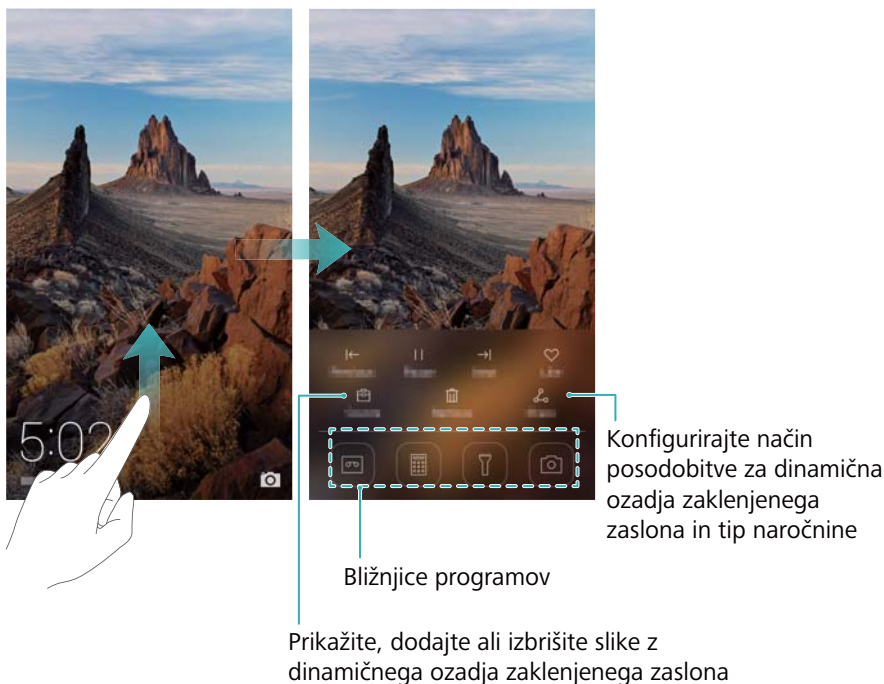 5:02
Konfigurirajte način
posodobitve za dinamična
ozadja zaklenjenega
zaslona in tip naročnine
Bližnjice programov
Prikažite, dodajte ali izbrišite slike z
dinamičnega ozadja zaklenjenega zaslona